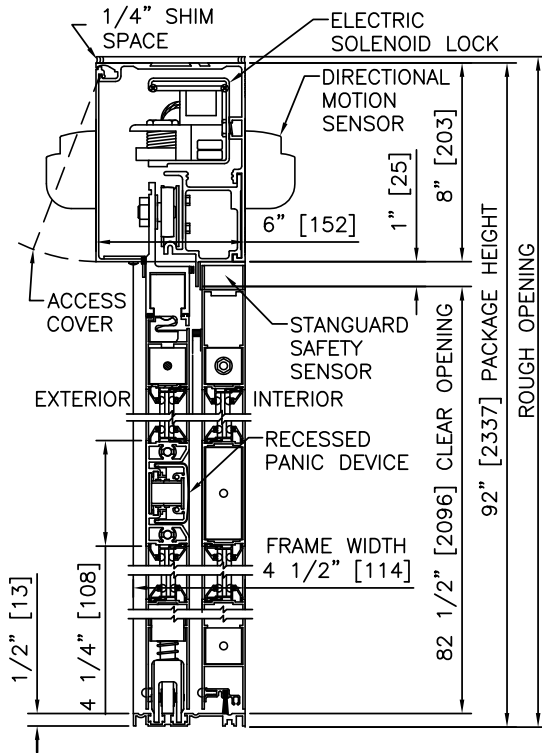 1/4” SHIM
SPACE
ELECTRIC
SOLENOID LOCK
DIRECTIONAL
MOTION
SENSOR
1” [25]
8” [203]
6” [152]
ACCESS
COVER
STANGUARD
SAFETY
SENSOR
EXTERIOR
INTERIOR
RECESSED
PANIC DEVICE
FRAME WIDTH
4 1/2” [114]
1/2” [13]
4 1/4” [108]
82 1/2” [2096] CLEAR OPENING
92” [2337] PACKAGE HEIGHT
ROUGH OPENING